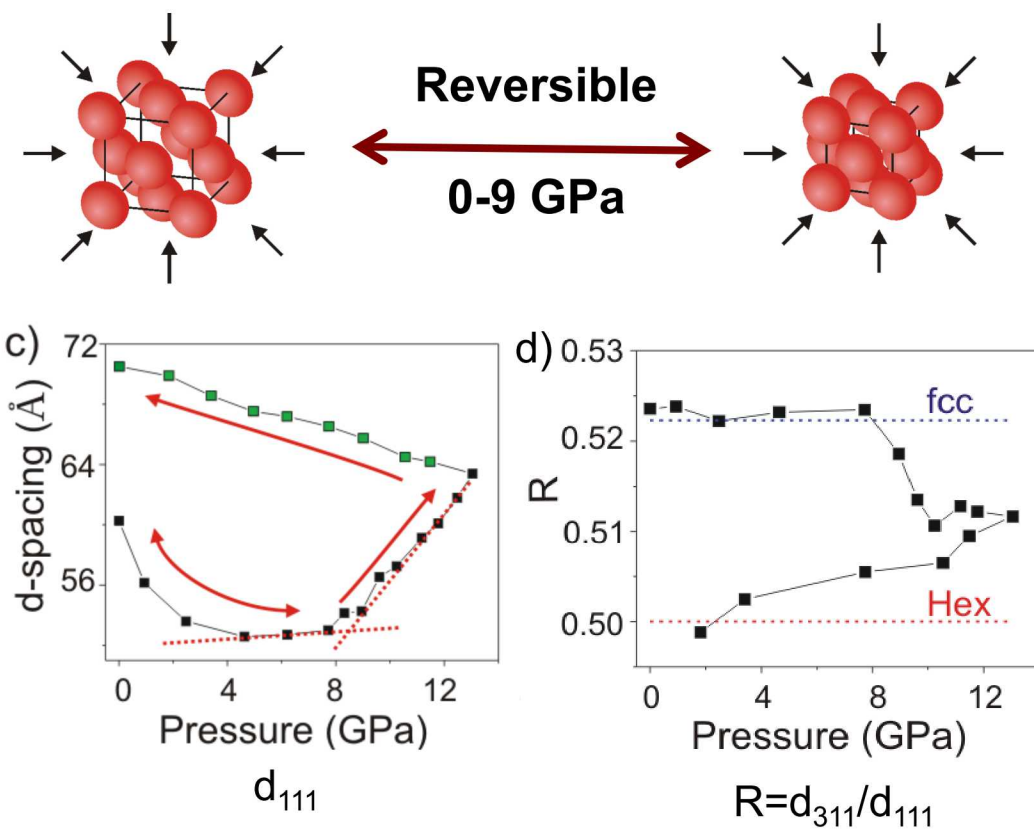 Reversible
0-9 GPa
c)
72
64
56
d-spacing (Å)
0
4
8
12
Pressure (GPa)
d₁₁₁
d)
0.53
0.52
0.51
0.50
R
fcc
Hex
0
4
8
12
Pressure (GPa)
R=d₃₁₁/d₁₁₁